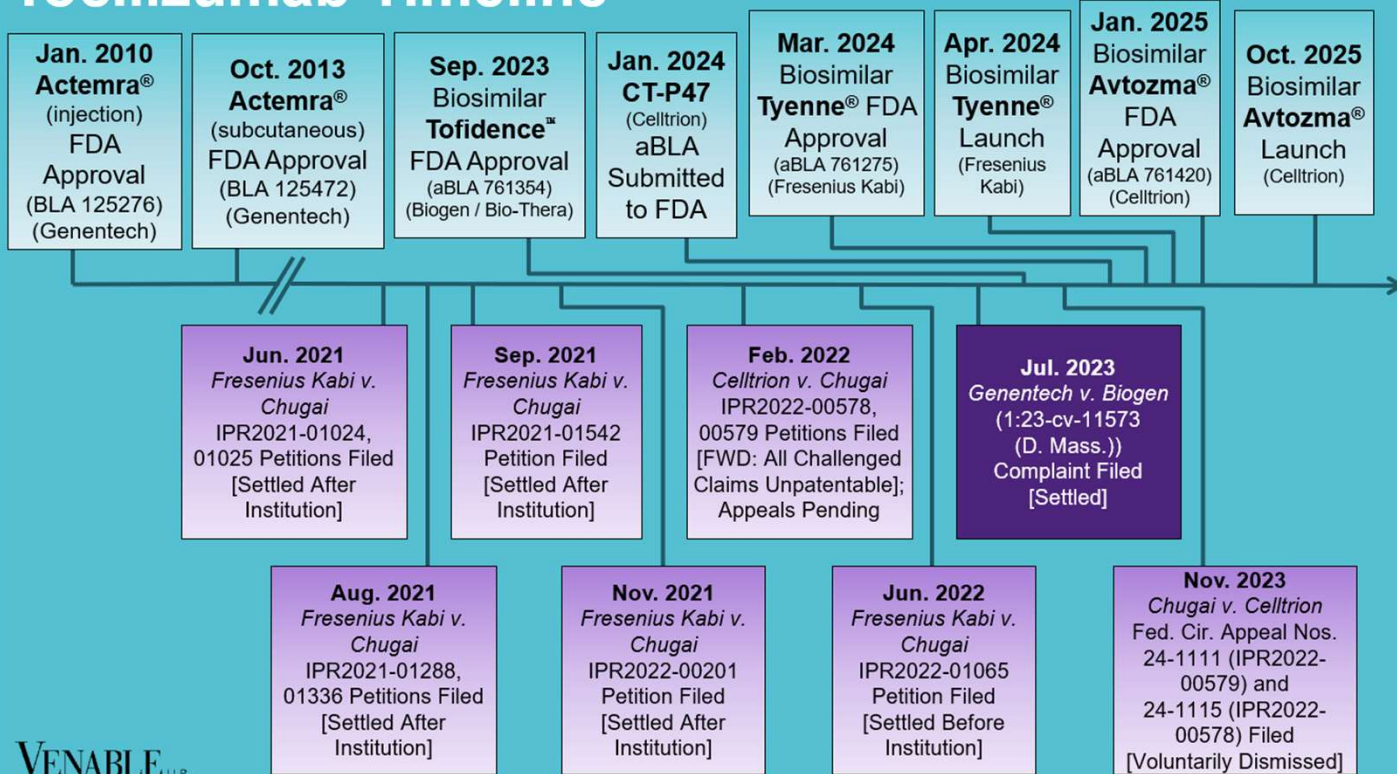 Tocilizumab Timeline
Jan. 2010
Actemra®
(injection)
FDA
Approval
(BLA 125276)
(Genentech)
Oct. 2013
Actemra®
(subcutaneous)
FDA Approval
(BLA 125472)
(Genentech)
Sep. 2023
Biosimilar
Tofidence™
FDA Approval
(aBLA 761354)
(Biogen / Bio-Thera)
Jan. 2024
CT-P47
(Celltrion)
aBLA
Submitted
to FDA
Mar. 2024
Biosimilar
Tyenne® FDA
Approval
(aBLA 761275)
(Fresenius Kabi)
Apr. 2024
Biosimilar
Tyenne®
Launch
(Fresenius
Kabi)
Jan. 2025
Biosimilar
Avtozma®
FDA
Approval
(aBLA 761420)
(Celltrion)
Oct. 2025
Biosimilar
Avtozma®
Launch
(Celltrion)
Jun. 2021
Fresenius Kabi v.
Chugai
IPR2021-01024,
01025 Petitions Filed
[Settled After
Institution]
Sep. 2021
Fresenius Kabi v.
Chugai
IPR2021-01542
Petition Filed
[Settled After
Institution]
Feb. 2022
Celltrion v. Chugai
IPR2022-00578,
00579 Petitions Filed
[FWD: All Challenged
Claims Unpatentable];
Appeals Pending
Jul. 2023
Genentech v. Biogen
(1:23-cv-11573
(D. Mass.))
Complaint Filed
[Settled]
Aug. 2021
Fresenius Kabi v.
Chugai
IPR2021-01288,
01336 Petitions Filed
[Settled After
Institution]
Nov. 2021
Fresenius Kabi v.
Chugai
IPR2022-00201
Petition Filed
[Settled After
Institution]
Jun. 2022
Fresenius Kabi v.
Chugai
IPR2022-01065
Petition Filed
[Settled Before
Institution]
Nov. 2023
Chugai v. Celltrion
Fed. Cir. Appeal Nos.
24-1111 (IPR2022-
00579) and
24-1115 (IPR2022-
00578) Filed
[Voluntarily Dismissed]
VENABLE LLP